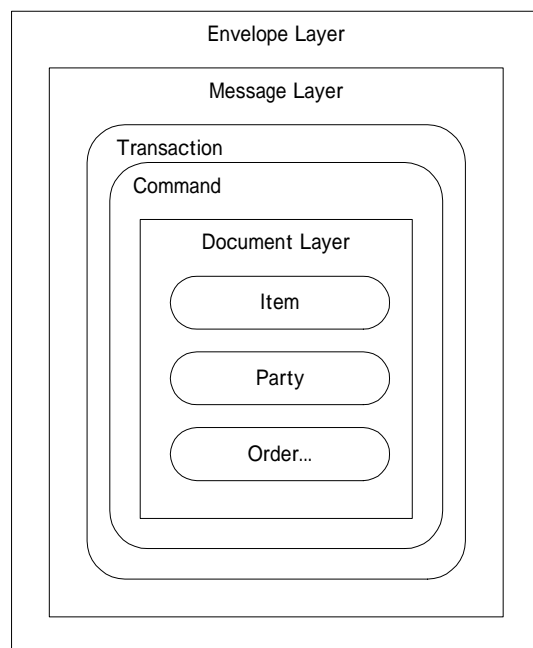 Envelope Layer
Message Layer
Transaction
Command
Document Layer
Item
Party
Order...